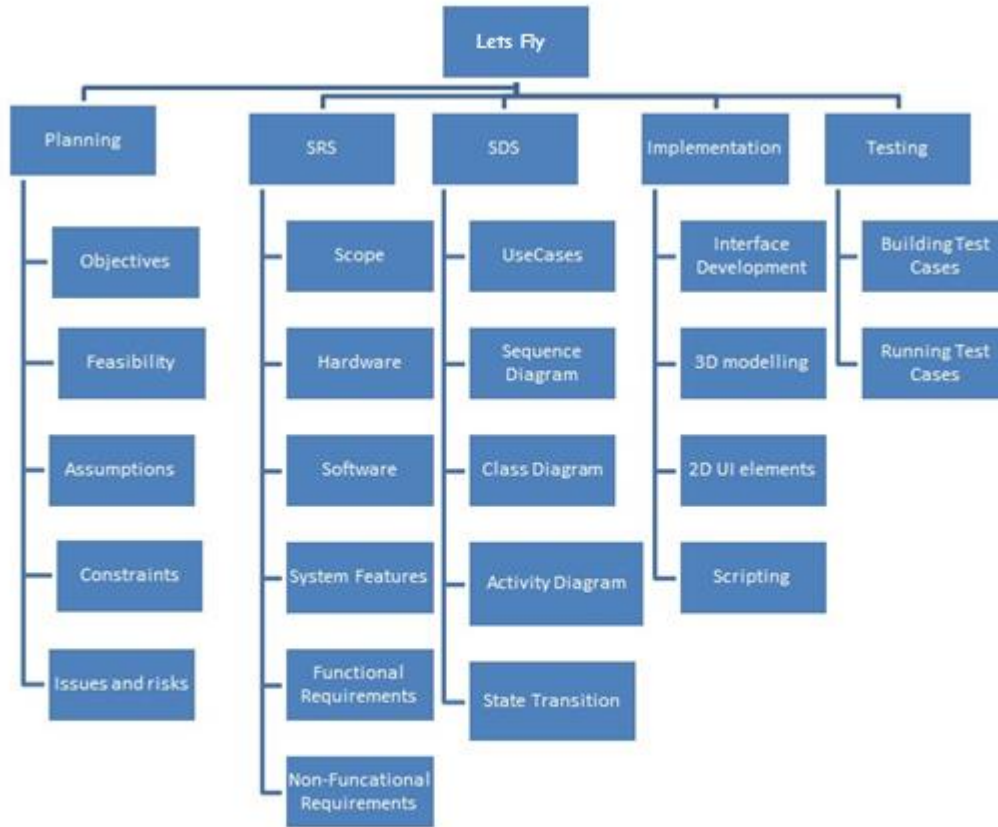 Lets Fly
Planning
SRS
SDS
Implementation
Testing
Objectives
Feasibility
Assumptions
Constraints
Issues and risks
Scope
Hardware
Software
System Features
Functional
Requirements
Non-Funcational
Requirements
UseCases
Sequence
Diagram
Class Diagram
Activity Diagram
State Transition
Interface
Development
3D modelling
2D UI elements
Scripting
Building Test
Cases
Running Test
Cases